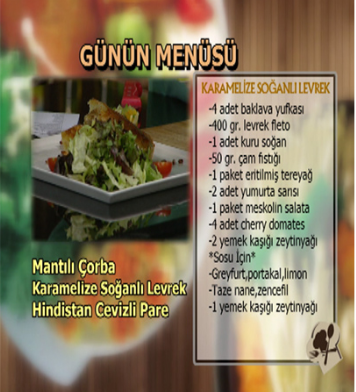 GÜNÜN MENÜSÜ
KARAMELİZE SOĞANLI LEVREK
-4 adet baklava yufkası
-400 gr. levrek fleto
-1 adet kuru soğan
-50 gr. çam fıstığı
-1 paket eritilmiş tereyağ
-2 adet yumurta sarısı
-1 paket meskolin salata
-4 adet cherry domates
-2 yemek kaşığı zeytinyağı
*Sosu İçin*
-Greyfurt,portakal,limon
-Taze nane,zencefil
-1 yemek kaşığı zeytinyağı
Mantılı Çorba
Karamelize Soğanlı Levrek
Hindistan Cevizli Pare